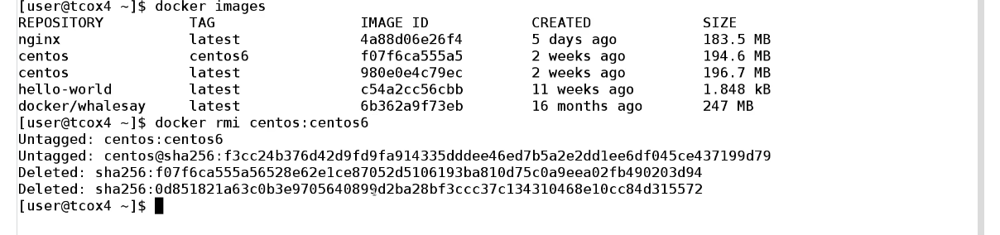 [user@tcox4 ~]$ docker images
REPOSITORY          TAG                 IMAGE ID            CREATED             SIZE
nginx               latest              4a88d06e26f4        5 days ago          183.5 MB
centos              centos6             f07f6ca555a5        2 weeks ago         194.6 MB
centos              latest              980e0e4c79ec        2 weeks ago         196.7 MB
hello-world         latest              c54a2cc56cbb        11 weeks ago        1.848 kB
docker/whalesay     latest              6b362a9f73eb        16 months ago       247 MB
[user@tcox4 ~]$ docker rmi centos:centos6
Untagged: centos:centos6
Untagged: centos@sha256:f3cc24b376d42d9fd9fa914335dddee46ed7b5a2e2dd1ee6df045ce437199d79
Deleted: sha256:f07f6ca555a56528e62e1ce87052d5106193ba810d75c0a9eea02fb490203d94
Deleted: sha256:0d851821a63c0b3e9705640899d2ba28bf3ccc37c134310468e10cc84d315572
[user@tcox4 ~]$